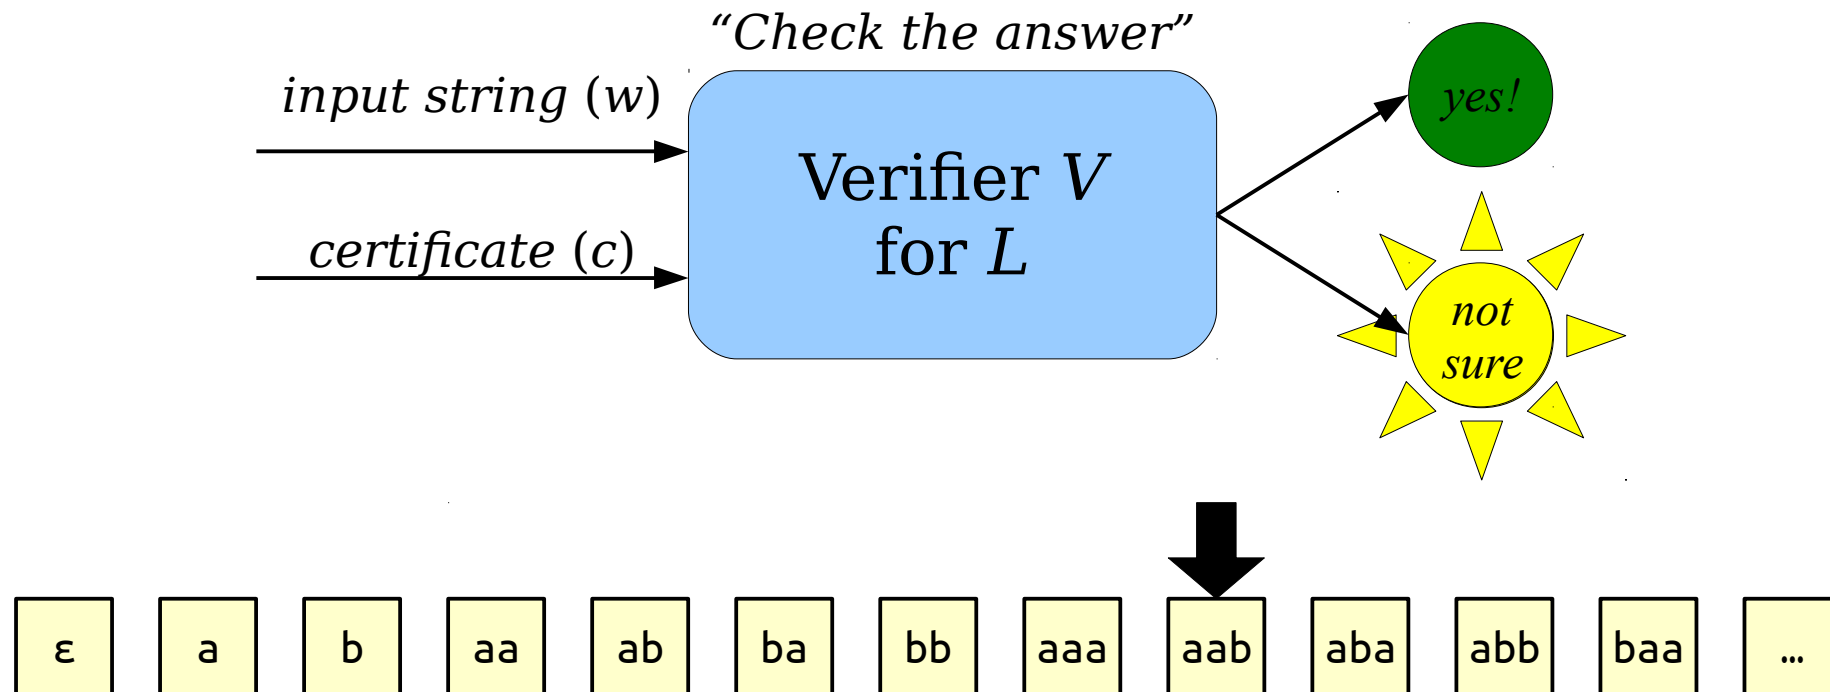 “Check the answer”
input string (w)
certificate (c)
Verifier V
for L
yes!
not
sure
ε a b aa ab ba bb aaa aab aba abb baa …